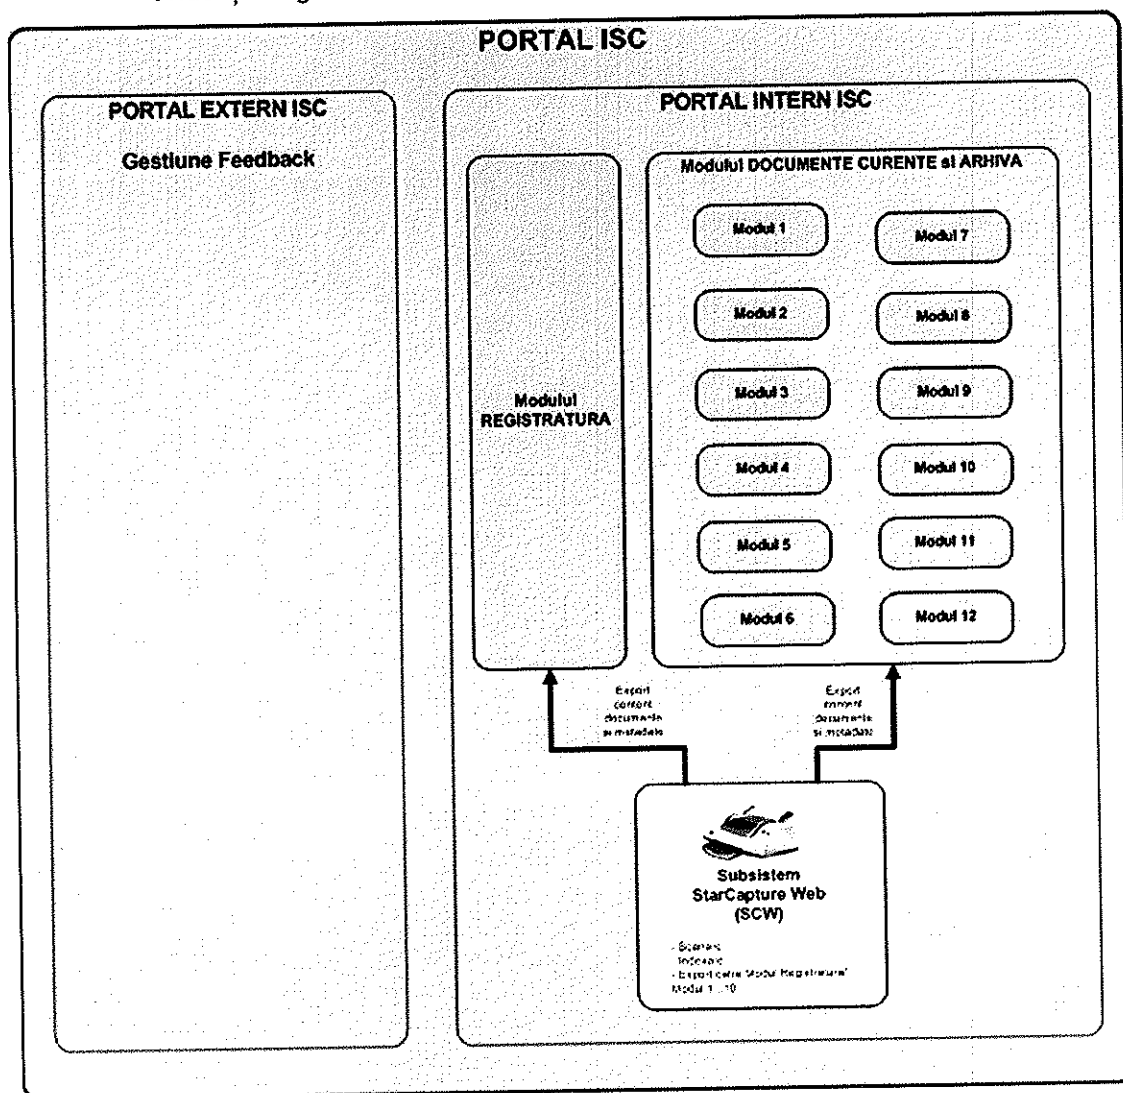 PORTAL ISC
PORTAL EXTERN ISC
Gestiune Feedback
PORTAL INTERN ISC
Modulul
REGISTRATURA
Modulul DOCUMENTE CURENTE si ARHIVA
Modul 1
Modul 2
Modul 3
Modul 4
Modul 5
Modul 6
Modul 7
Modul 8
Modul 9
Modul 10
Modul 11
Modul 12
Export
content
documente
si metadate
Export
content
documente
si metadate
Subsistem
StarCapture Web
(SCW)
- Scanare
- Indexare
- Export catre Modul Registratura/
Modul 1
10